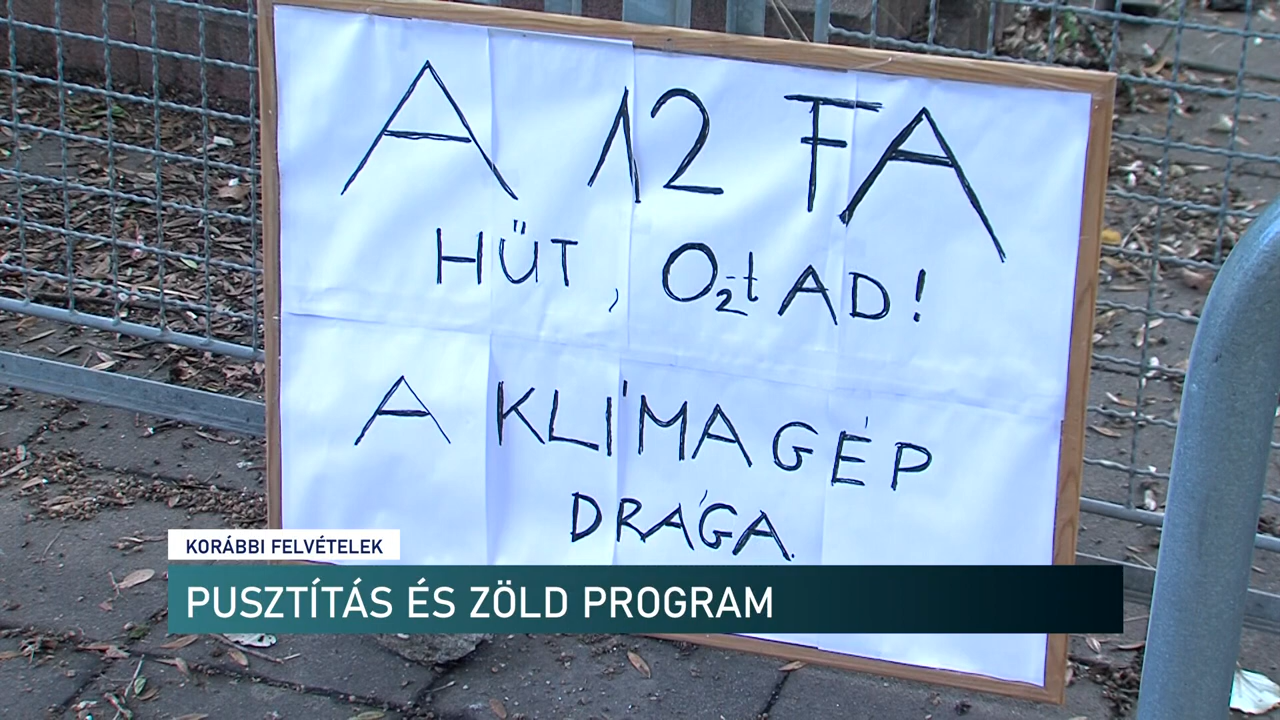 A 12 FA
HŰT, O₂-t AD!
A KLÍMAGÉP
DRÁGA.
KORÁBBI FELVÉTELEK
PUSZTÍTÁS ÉS ZÖLD PROGRAM